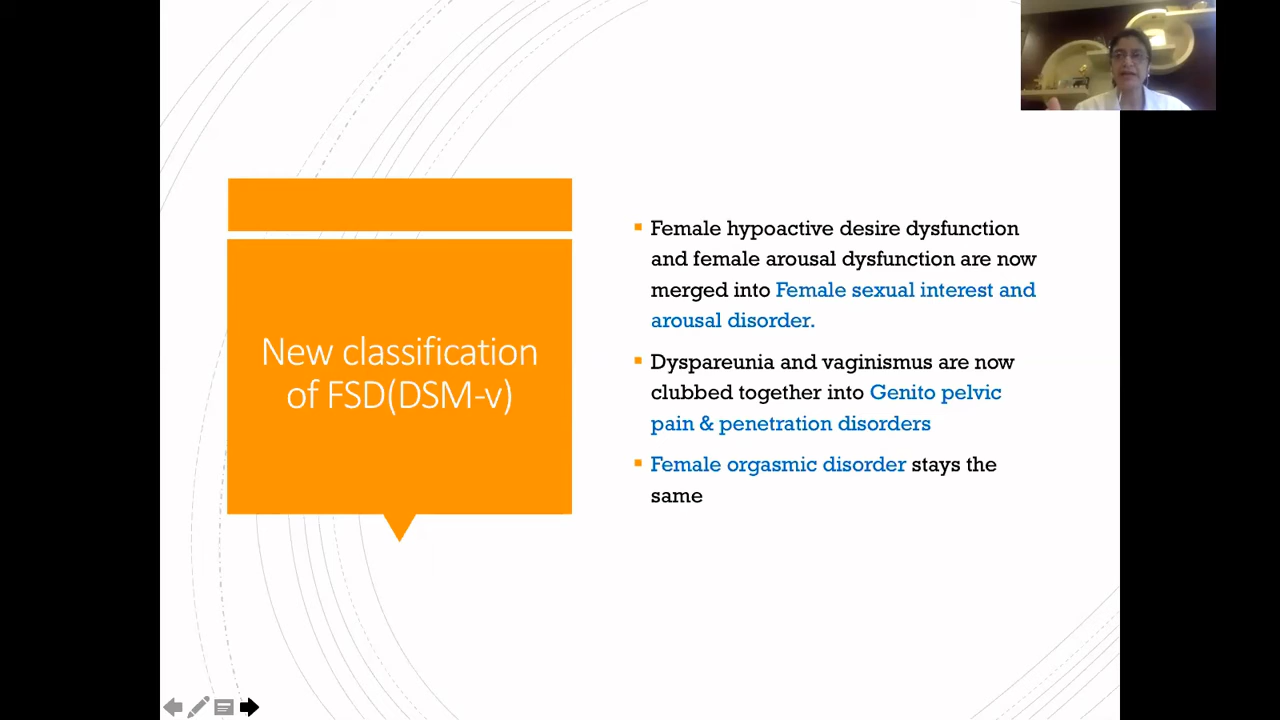 New classification
of FSD(DSM-v)
Female hypoactive desire dysfunction
and female arousal dysfunction are now
merged into Female sexual interest and
arousal disorder.
Dyspareunia and vaginismus are now
clubbed together into Genito pelvic
pain & penetration disorders
Female orgasmic disorder stays the
same